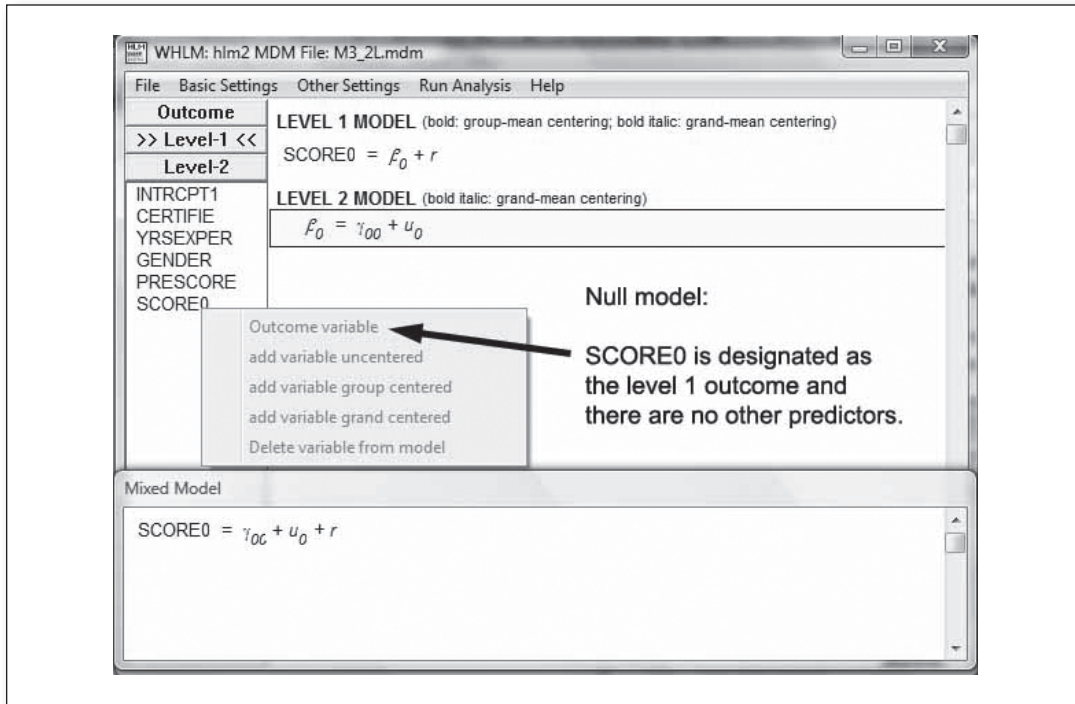 WHLM: hlm2 MDM File: M3_2L.mdm
File Basic Settings Other Settings Run Analysis Help
Outcome
>> Level-1 <<
Level-2
INTRCPT1
CERTIFIE
YRSEXPER
GENDER
PRESCORE
SCORE0
LEVEL 1 MODEL (bold: group-mean centering; bold italic: grand-mean centering)
SCORE0 = β0 + r
LEVEL 2 MODEL (bold italic: grand-mean centering)
β0 = γ00 + u0
Outcome variable
add variable uncentered
add variable group centered
add variable grand centered
Delete variable from model
Null model:
SCORE0 is designated as
the level 1 outcome and
there are no other predictors.
Mixed Model
SCORE0 = γ00 + u0 + r